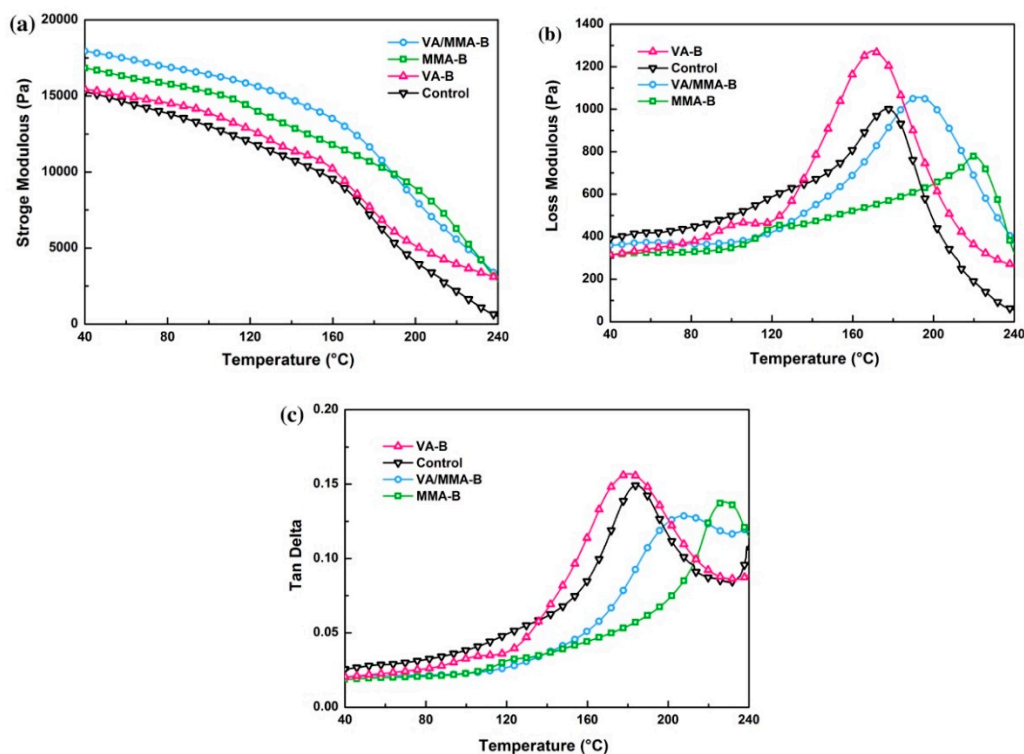 (a)
20000
15000
10000
5000
0
Stroge Modulous (Pa)
VA/MMA-B
MMA-B
VA-B
Control
40 80 120 160 200 240
Temperature (°C)
(b)
1400
1200
1000
800
600
400
200
0
Loss Modulous (Pa)
VA-B
Control
VA/MMA-B
MMA-B
40 80 120 160 200 240
Temperature (°C)
(c)
0.20
0.15
0.10
0.05
0.00
Tan Delta
VA-B
Control
VA/MMA-B
MMA-B
40 80 120 160 200 240
Temperature (°C)